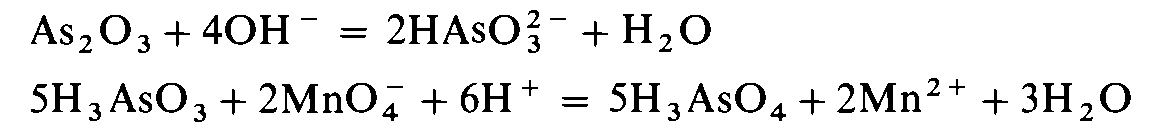 As₂O₃ + 4OH⁻ = 2HAsO₃²⁻ + H₂O
5H₃AsO₃ + 2MnO₄⁻ + 6H⁺ = 5H₃AsO₄ + 2Mn²⁺ + 3H₂O